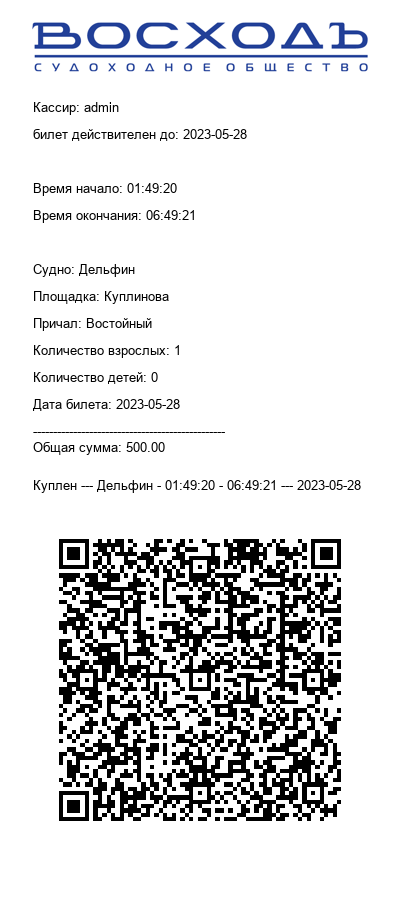 ВОСХОДЪ
СУДОХОДНОЕ ОБЩЕСТВО
Кассир: admin
билет действителен до: 2023-05-28
Время начало: 01:49:20
Время окончания: 06:49:21
Судно: Дельфин
Площадка: Куплинова
Причал: Востойный
Количество взрослых: 1
Количество детей: 0
Дата билета: 2023-05-28
------------------------------------------------
Общая сумма: 500.00
Куплен --- Дельфин - 01:49:20 - 06:49:21 --- 2023-05-28